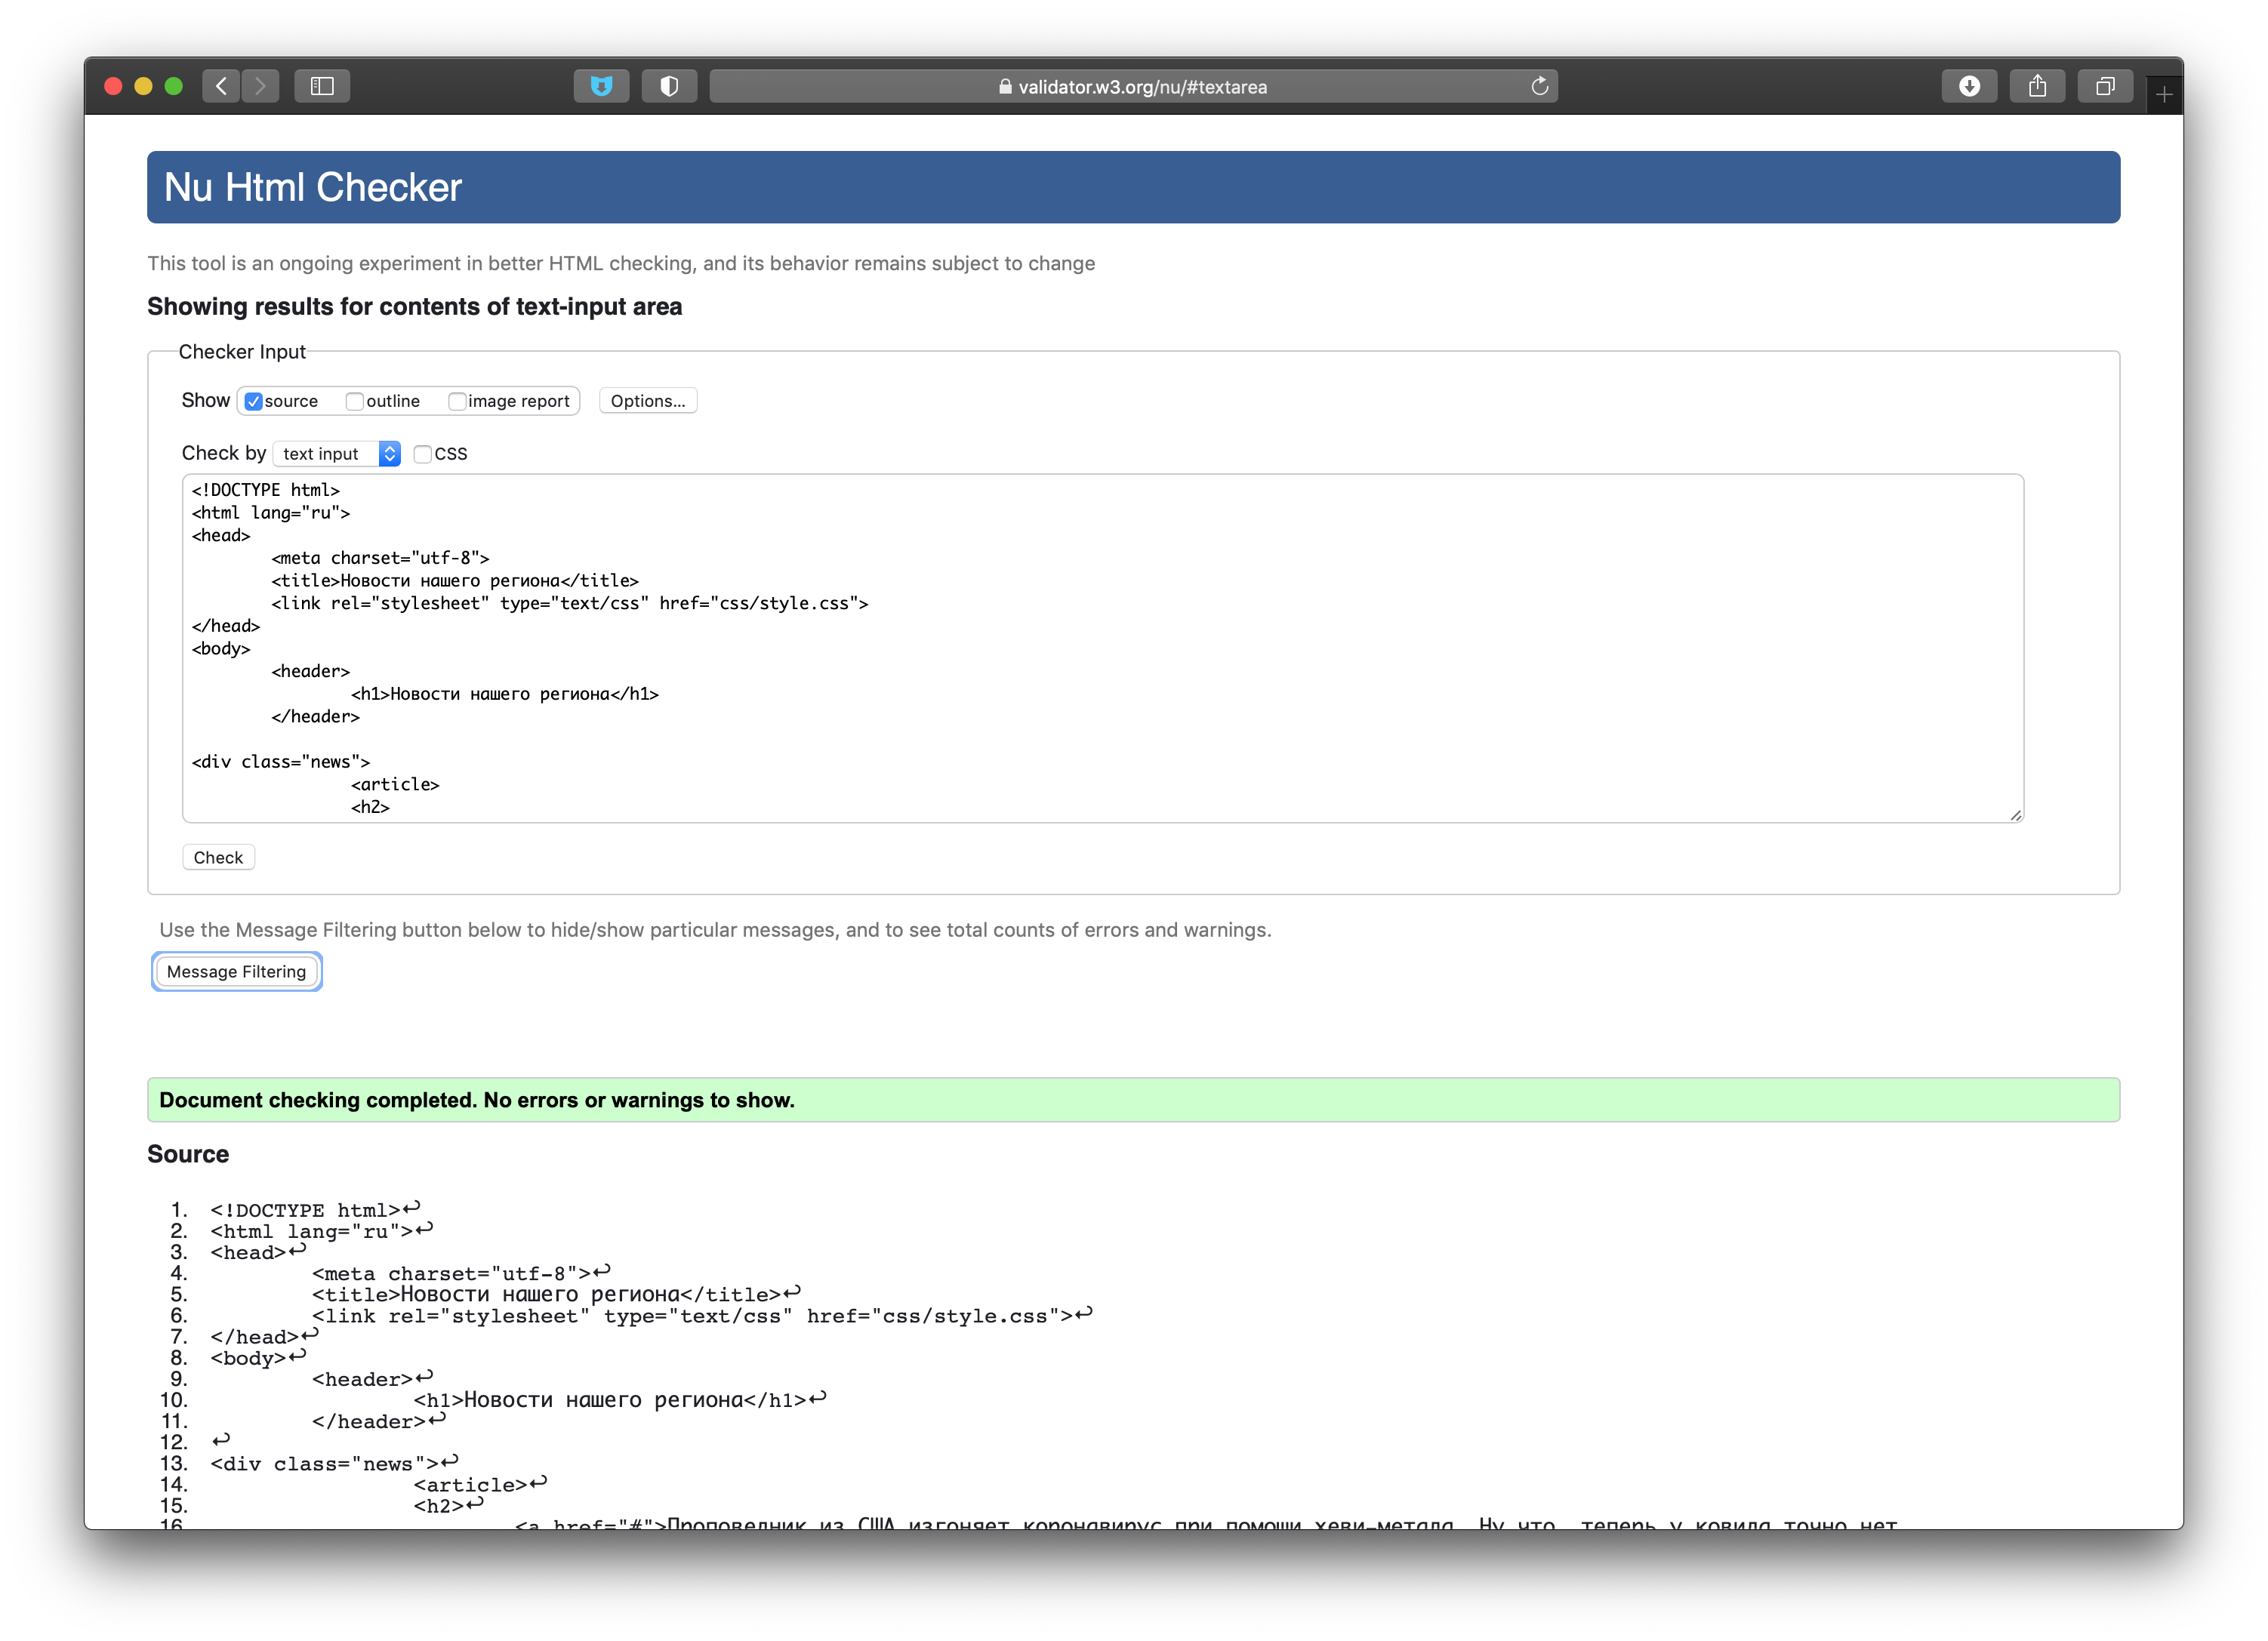 validator.w3.org/nu/#textarea
Nu Html Checker
This tool is an ongoing experiment in better HTML checking, and its behavior remains subject to change
Showing results for contents of text-input area
Checker Input
Show source outline image report Options...
Check by text input CSS
<!DOCTYPE html>
<html lang="ru">
<head>
<meta charset="utf-8">
<title>Новости нашего региона</title>
<link rel="stylesheet" type="text/css" href="css/style.css">
</head>
<body>
<header>
<h1>Новости нашего региона</h1>
</header>
<div class="news">
<article>
<h2>
Check
Use the Message Filtering button below to hide/show particular messages, and to see total counts of errors and warnings.
Message Filtering
Document checking completed. No errors or warnings to show.
Source
1. <!DOCTYPE html>↩
2. <html lang="ru">↩
3. <head>↩
4. <meta charset="utf-8">↩
5. <title>Новости нашего региона</title>↩
6. <link rel="stylesheet" type="text/css" href="css/style.css">↩
7. </head>↩
8. <body>↩
9. <header>↩
10. <h1>Новости нашего региона</h1>↩
11. </header>↩
12. ↩
13. <div class="news">↩
14. <article>↩
15. <h2>↩
16. <a href="#">Проповедник из США изгоняет коронавирус при помощи хеви-метала. Ну что, теперь у ковида точно нет